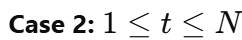 Case 2: 1 ≤ t ≤ N